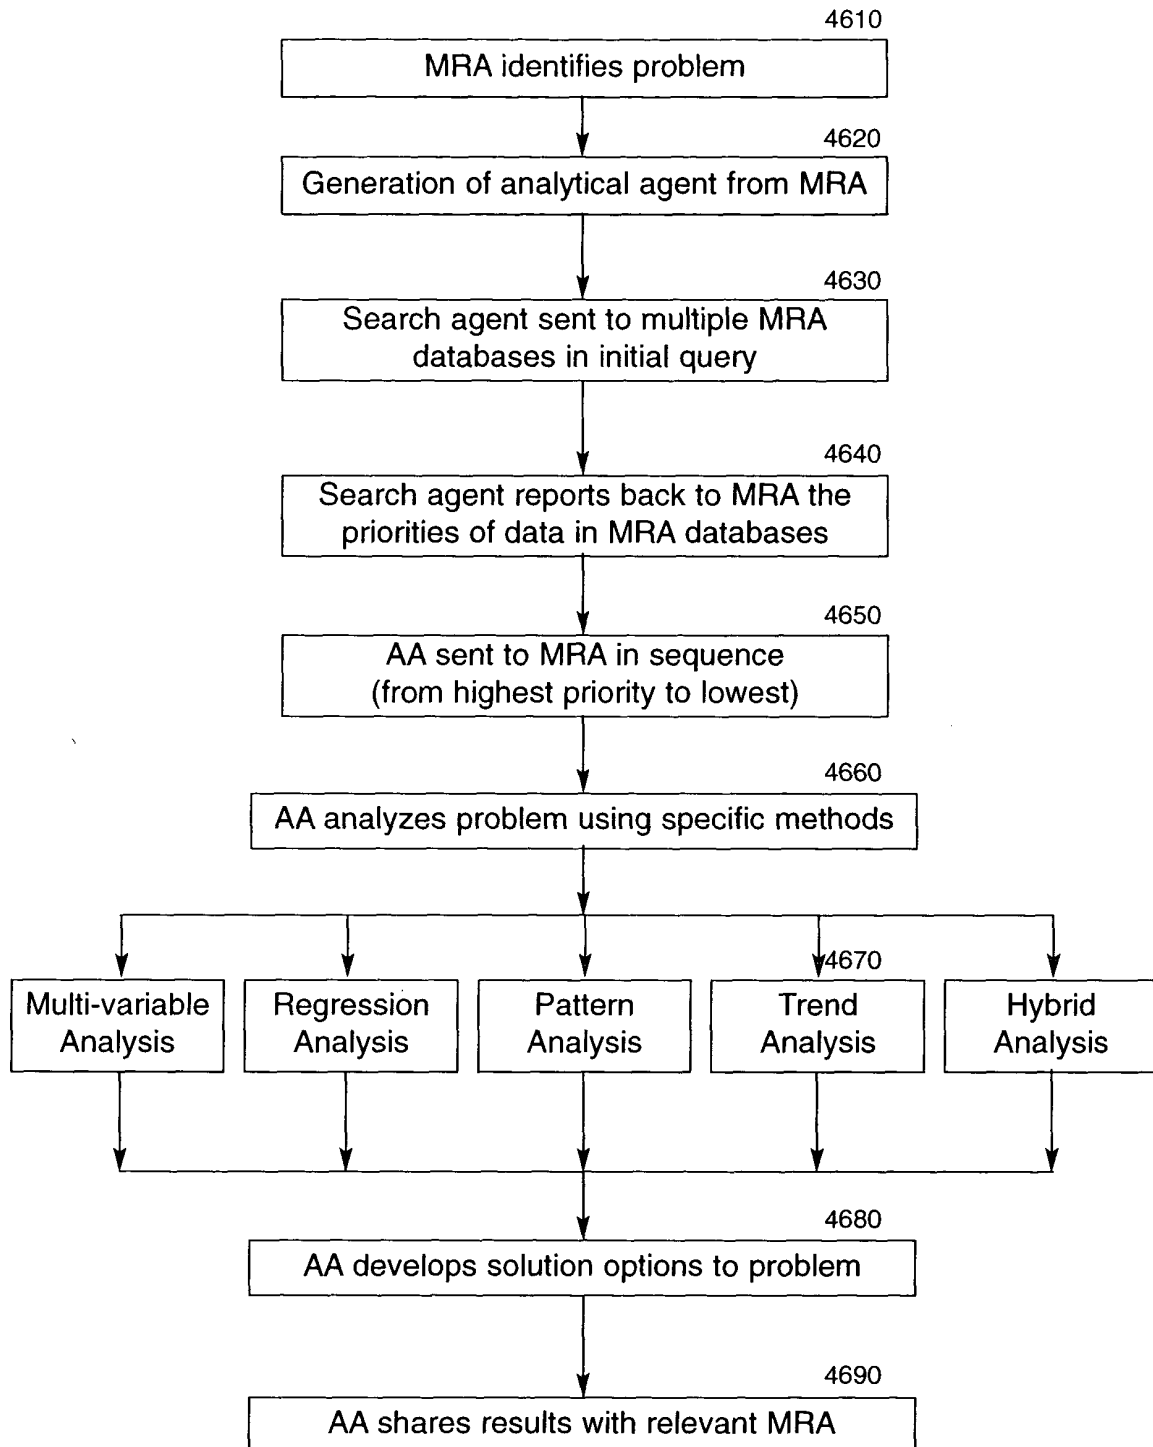 4610
MRA identifies problem
4620
Generation of analytical agent from MRA
4630
Search agent sent to multiple MRA
databases in initial query
4640
Search agent reports back to MRA the
priorities of data in MRA databases
4650
AA sent to MRA in sequence
(from highest priority to lowest)
4660
AA analyzes problem using specific methods
4670
Multi-variable
Analysis
Regression
Analysis
Pattern
Analysis
Trend
Analysis
Hybrid
Analysis
4680
AA develops solution options to problem
4690
AA shares results with relevant MRA